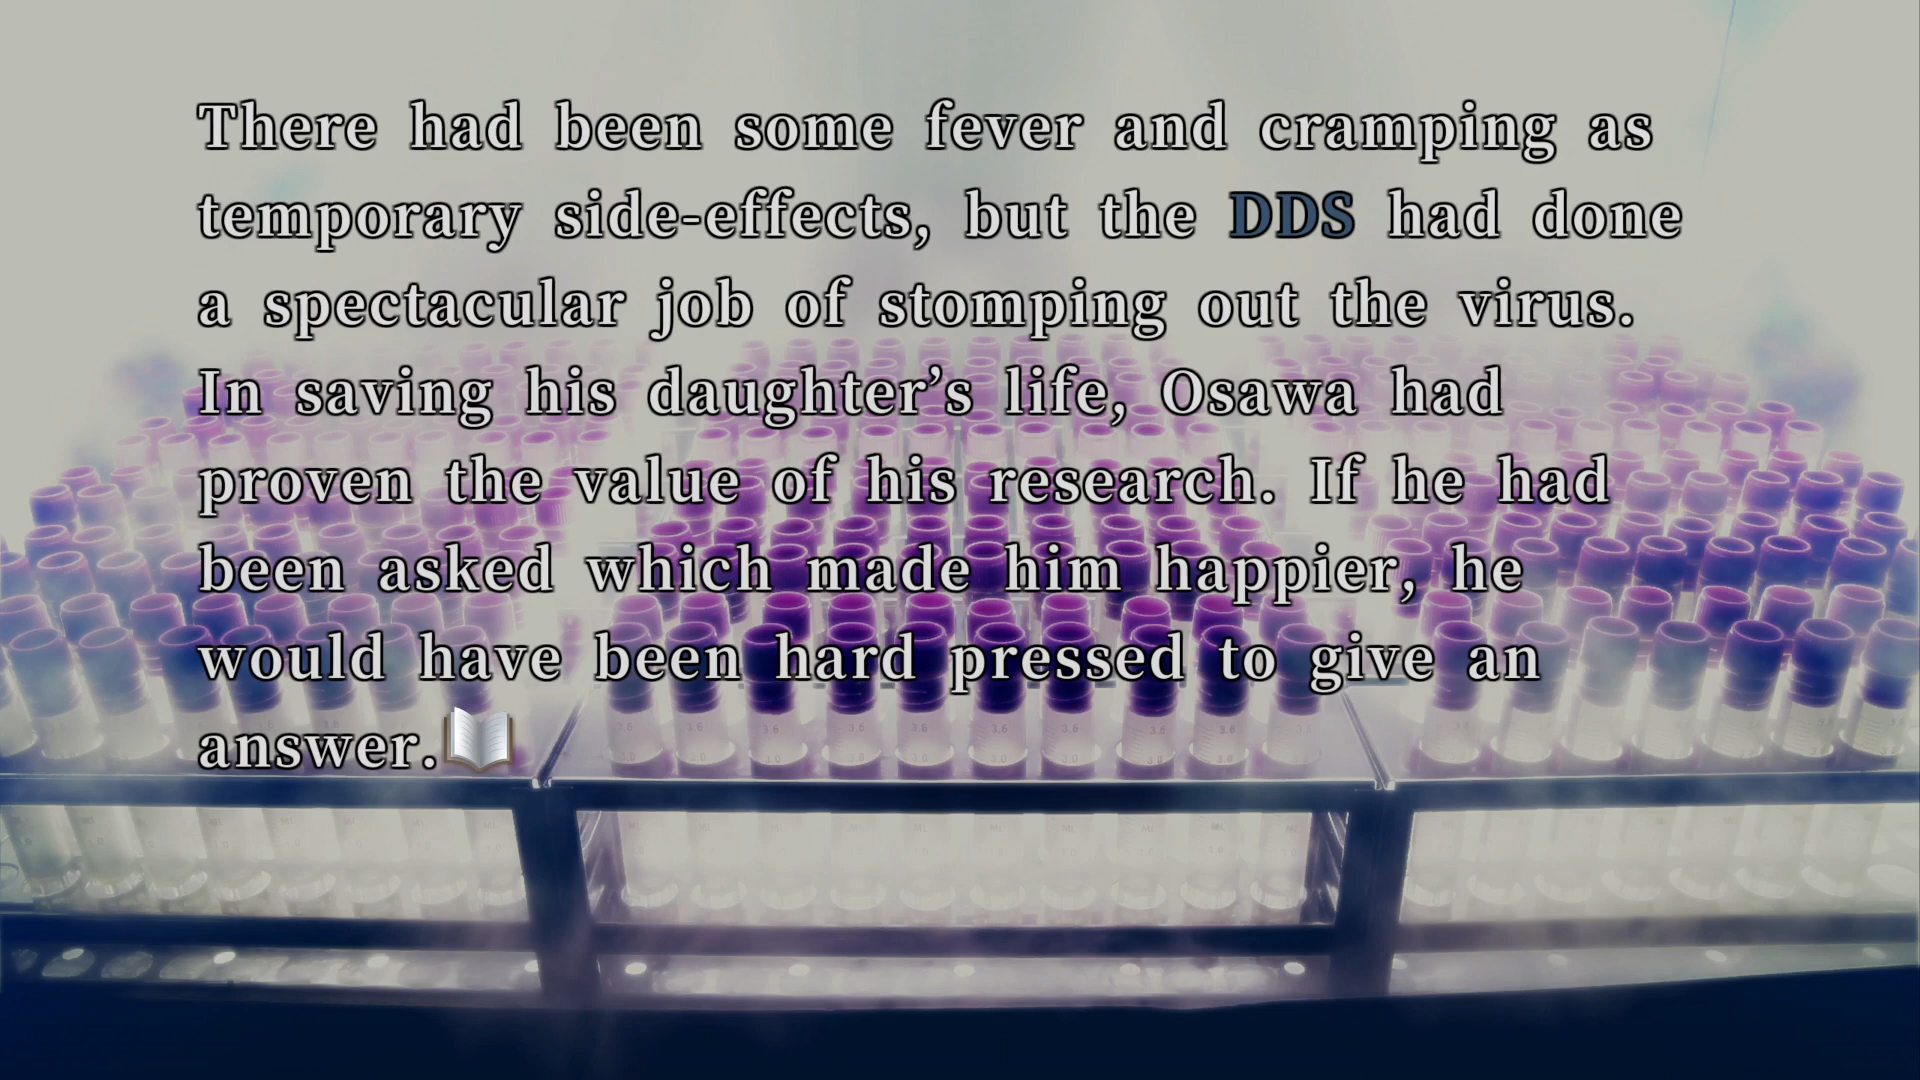 There had been some fever and cramping as
temporary side-effects, but the DDS had done
a spectacular job of stomping out the virus.
In saving his daughter’s life, Osawa had
proven the value of his research. If he had
been asked which made him happier, he
would have been hard pressed to give an
answer.